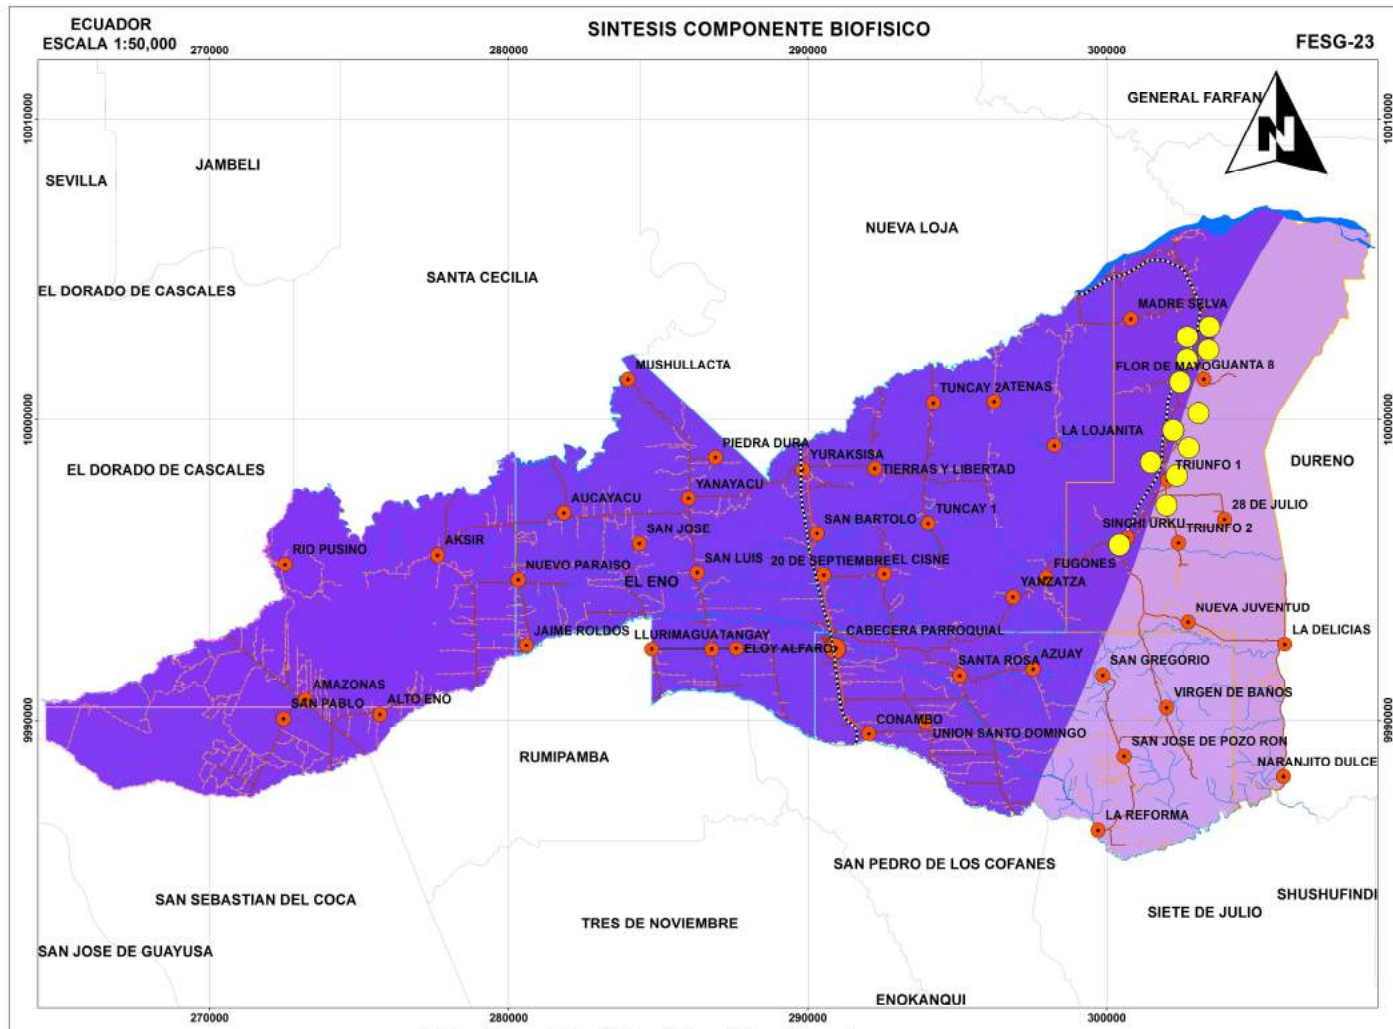 ECUADOR
ESCALA 1:50,000
SINTESIS COMPONENTE BIOFISICO
FESG-23
270000
280000
290000
300000
10010000
10010000
GENERAL FARFAN
N
JAMBELI
SEVILLA
NUEVA LOJA
SANTA CECILIA
EL DORADO DE CASCALES
MADRE SELVA
MUSHULLACTA
FLOR DE MAYO
GUANTA 8
TUNCAY 2
ATENAS
10000000
10000000
LA LOJANITA
PIEDRA DURA
YURAKSISA
TIERRAS Y LIBERTAD
DURENO
EL DORADO DE CASCALES
TRIUNFO 1
YANAYACU
AUCAYACU
28 DE JULIO
TUNCAY 1
SINGHI URKU
TRIUNFO 2
SAN JOSE
SAN BARTOLO
AKSIR
RIO PUSINO
SAN LUIS
20 DE SEPTIEMBRE
EL CISNE
FUGONES
NUEVO PARAISO
EL ENO
YANZATZA
NUEVA JUVENTUD
JAIME ROLDOS
LLURIMAGUA
TANGAY
ELOY ALFARO
CABECERA PARROQUIAL
LA DELICIAS
SANTA ROSA
AZUAY
SAN GREGORIO
AMAZONAS
SAN PABLO
ALTO ENO
VIRGEN DE BAÑOS
9990000
9990000
CONAMBO
UNION SANTO DOMINGO
SAN JOSE DE POZO RON
RUMIPAMBA
NARANJITO DULCE
LA REFORMA
SAN PEDRO DE LOS COFANES
SAN SEBASTIAN DEL COCA
SHUSHUFINDI
SIETE DE JULIO
TRES DE NOVIEMBRE
SAN JOSE DE GUAYUSA
ENOKANQUI
270000
280000
290000
300000